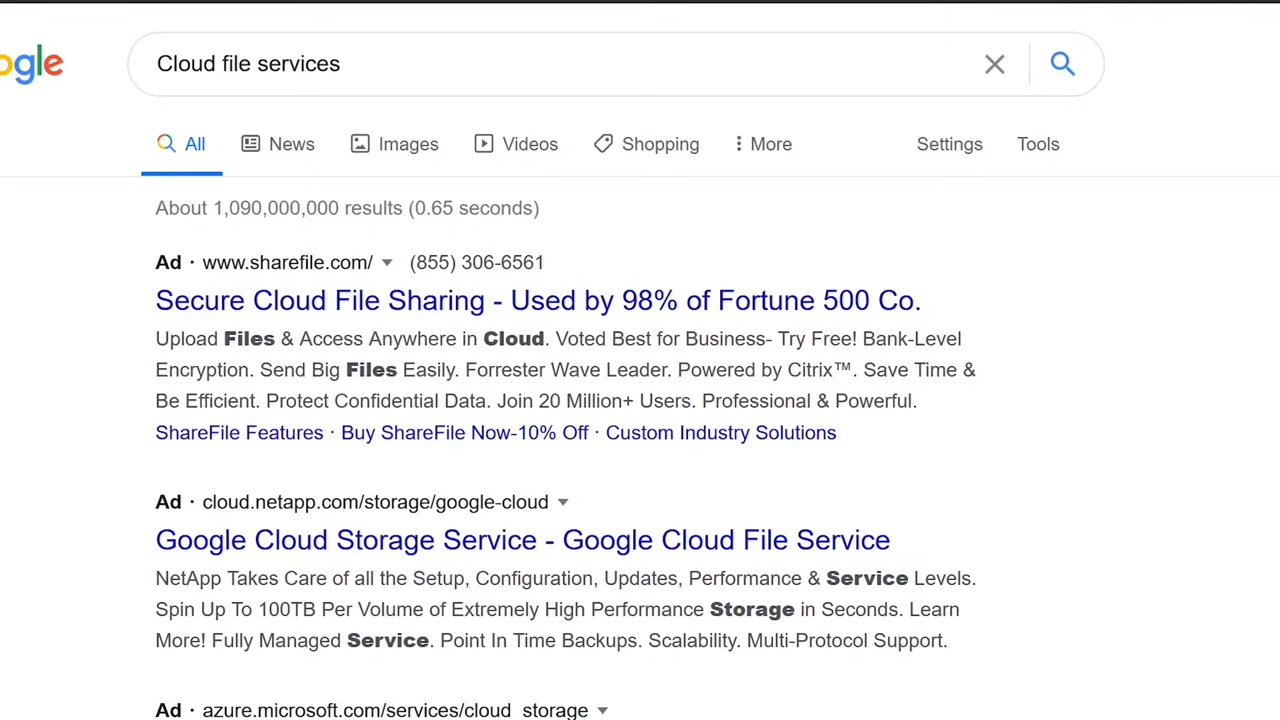 ogle
Cloud file services
All News Images Videos Shopping More Settings Tools
About 1,090,000,000 results (0.65 seconds)
Ad · www.sharefile.com/ (855) 306-6561
Secure Cloud File Sharing - Used by 98% of Fortune 500 Co.
Upload Files & Access Anywhere in Cloud. Voted Best for Business- Try Free! Bank-Level
Encryption. Send Big Files Easily. Forrester Wave Leader. Powered by Citrix™. Save Time &
Be Efficient. Protect Confidential Data. Join 20 Million+ Users. Professional & Powerful.
ShareFile Features · Buy ShareFile Now-10% Off · Custom Industry Solutions
Ad · cloud.netapp.com/storage/google-cloud
Google Cloud Storage Service - Google Cloud File Service
NetApp Takes Care of all the Setup, Configuration, Updates, Performance & Service Levels.
Spin Up To 100TB Per Volume of Extremely High Performance Storage in Seconds. Learn
More! Fully Managed Service. Point In Time Backups. Scalability. Multi-Protocol Support.
Ad · azure.microsoft.com/services/cloud_storage